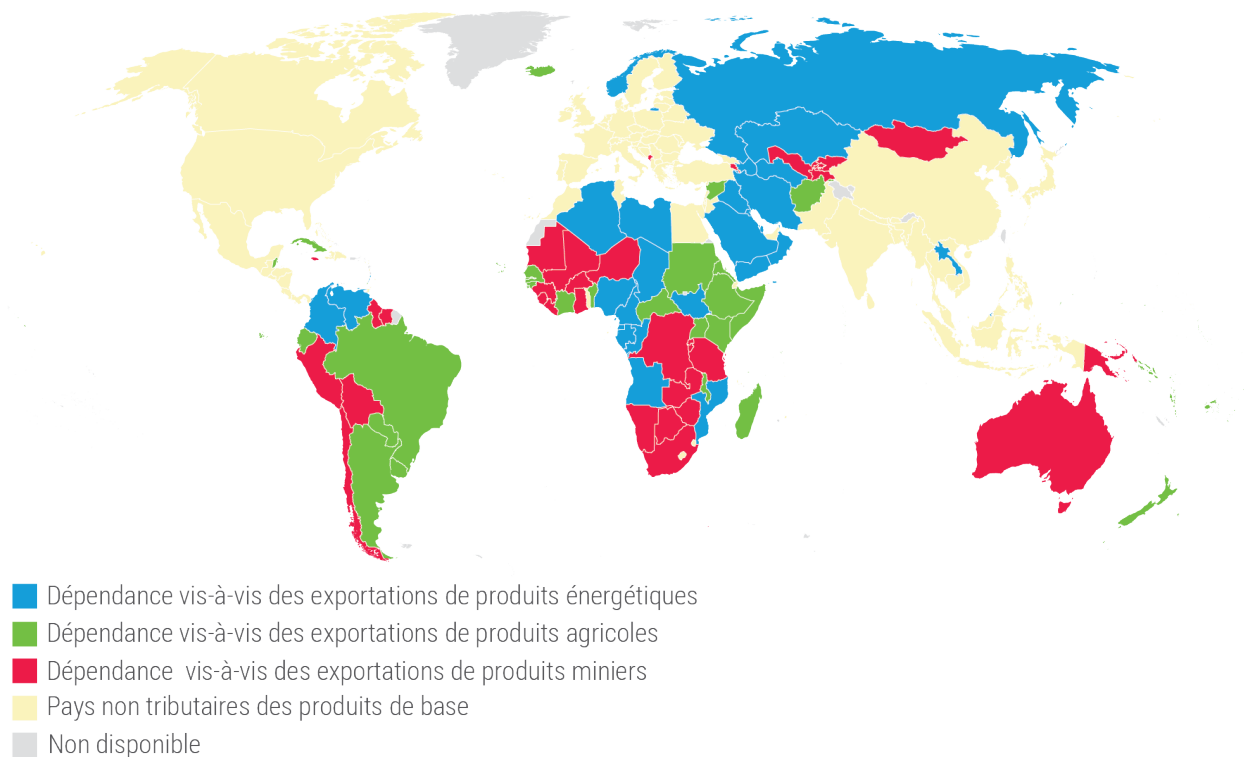 Dépendance vis-à-vis des exportations de produits énergétiques
Dépendance vis-à-vis des exportations de produits agricoles
Dépendance  vis-à-vis des exportations de produits miniers
Pays non tributaires des produits de base
Non disponible